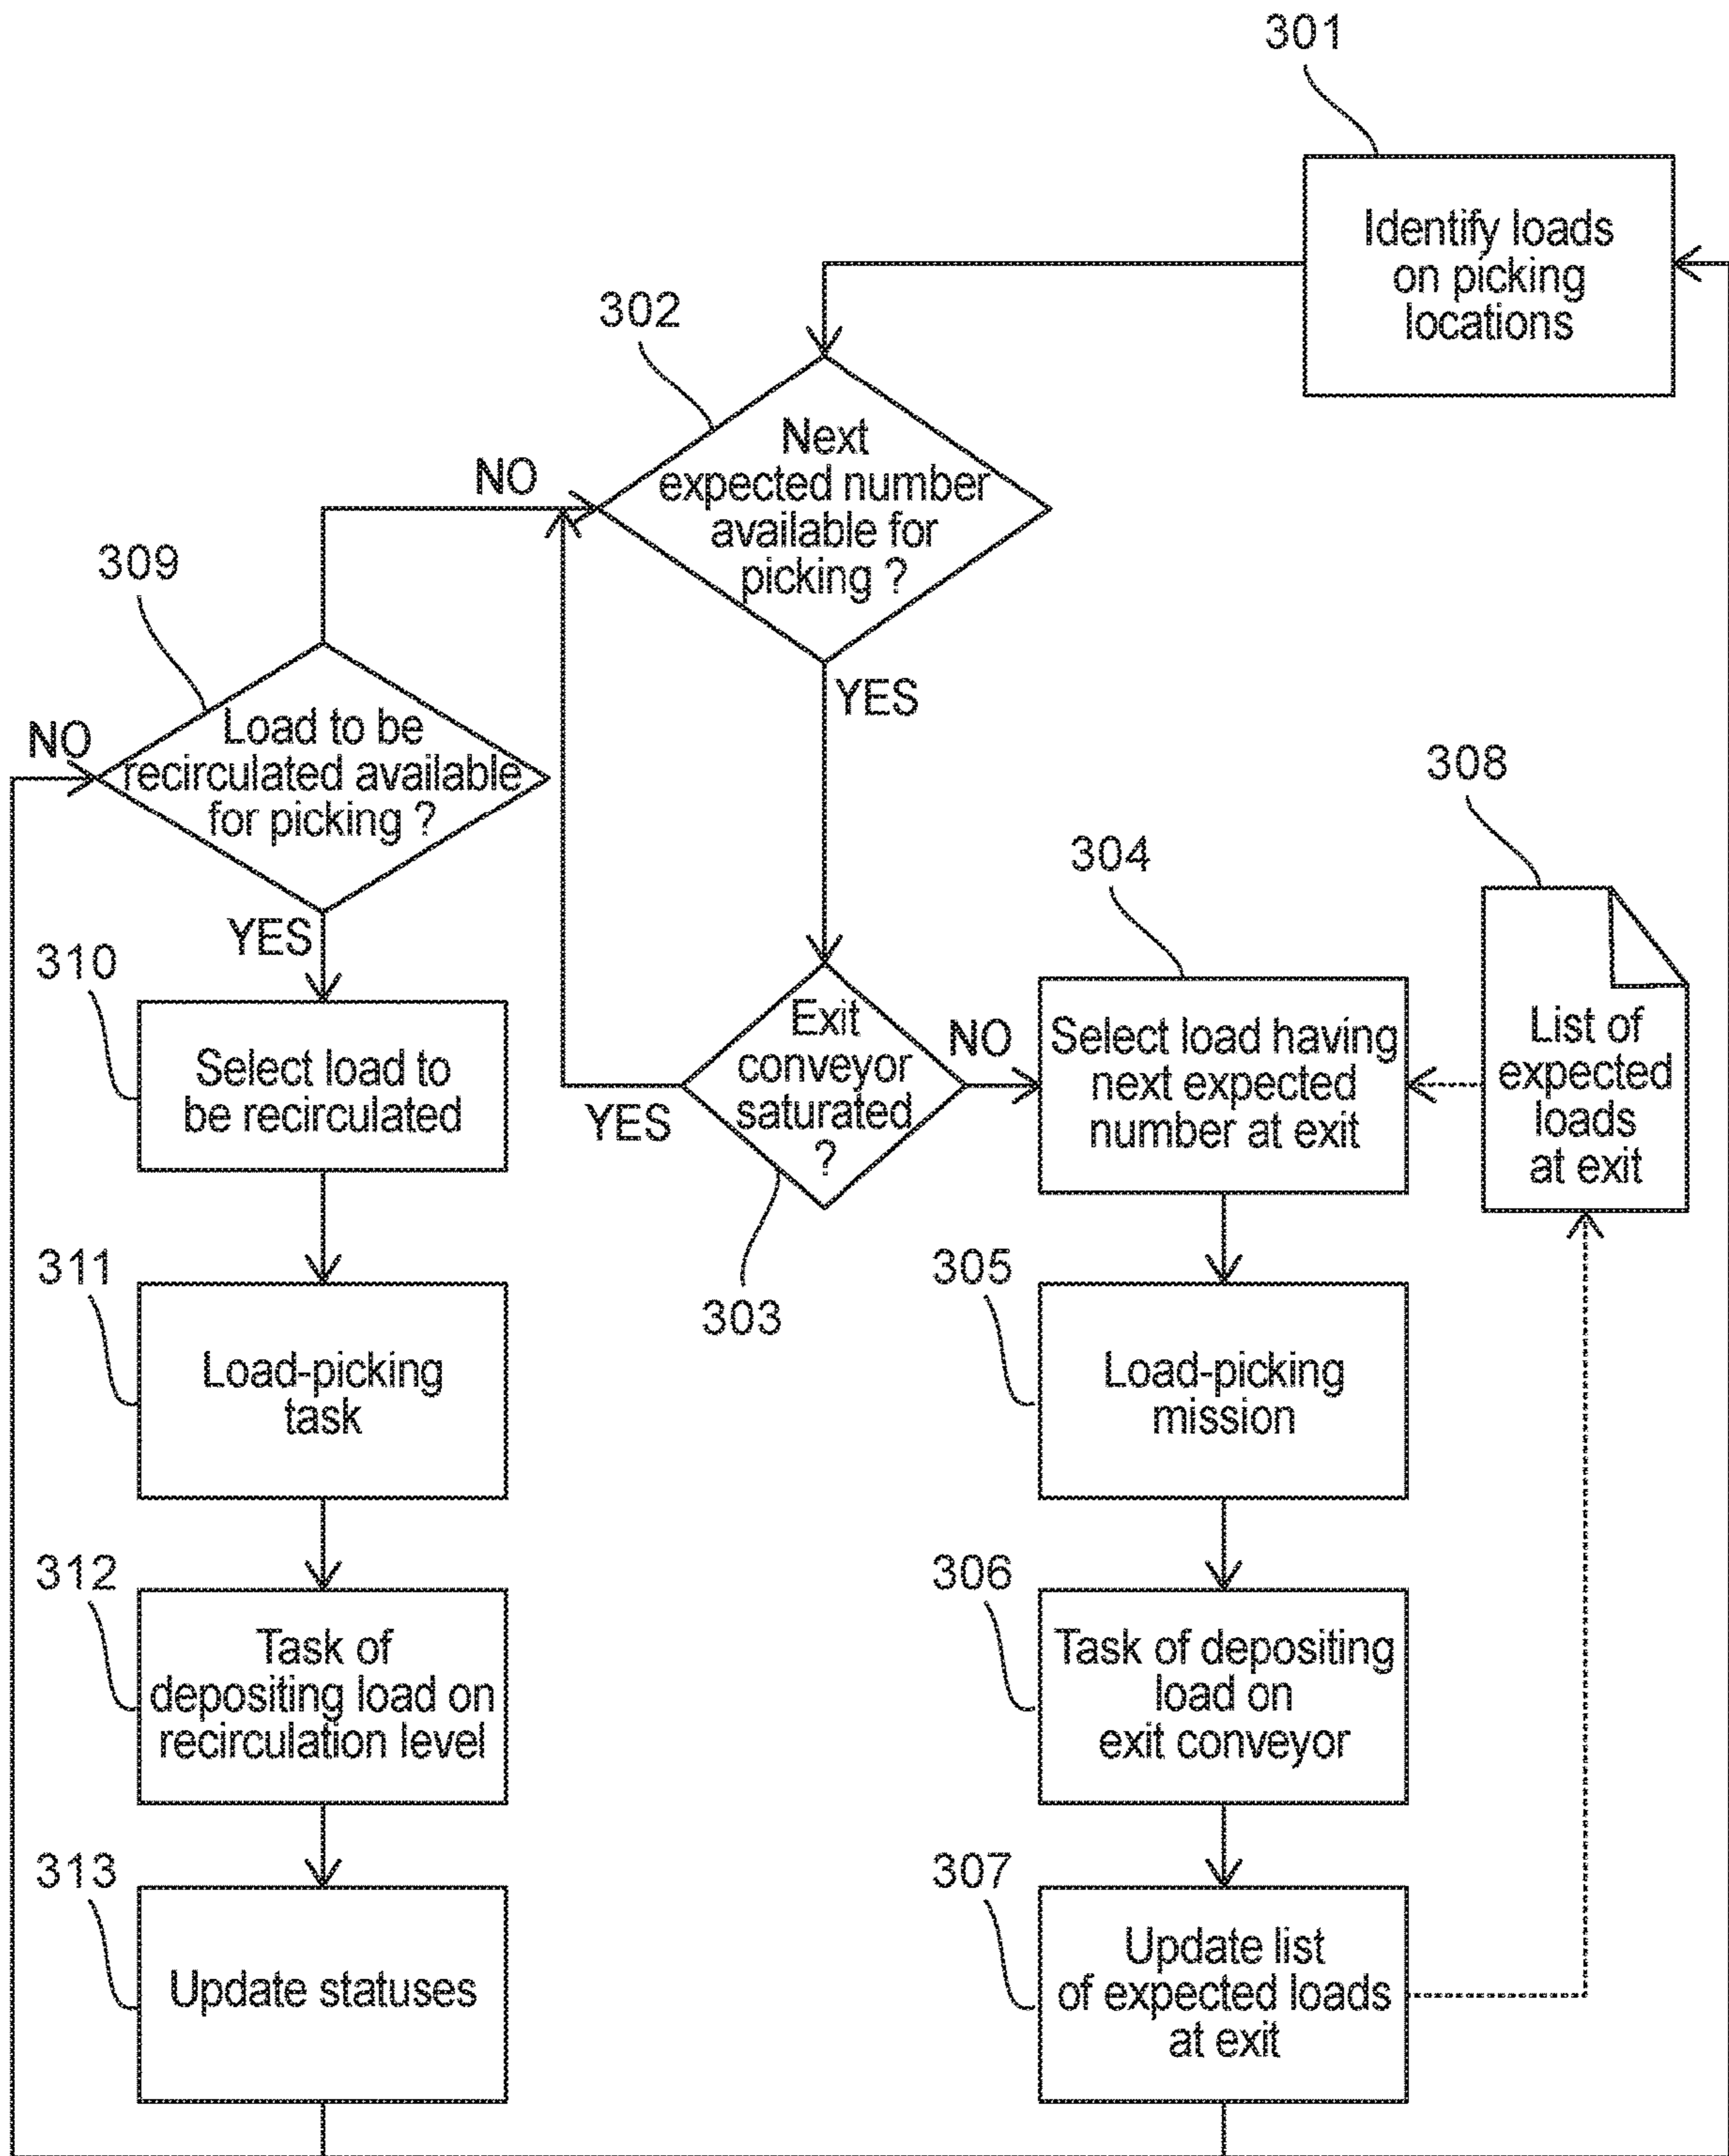 301
Identify loads
on picking
locations
302
Next
expected number
available for
picking ?
NO
YES
309
NO
Load to be
recirculated available
for picking ?
YES
308
List of
expected
loads
at exit
304
Select load having
next expected
number at exit
Exit
conveyor
saturated
?
NO
YES
303
310
Select load to
be recirculated
311
Load-picking
task
305
Load-picking
mission
312
Task of
depositing load on
recirculation level
306
Task of depositing
load on
exit conveyor
313
Update statuses
307
Update list
of expected loads
at exit